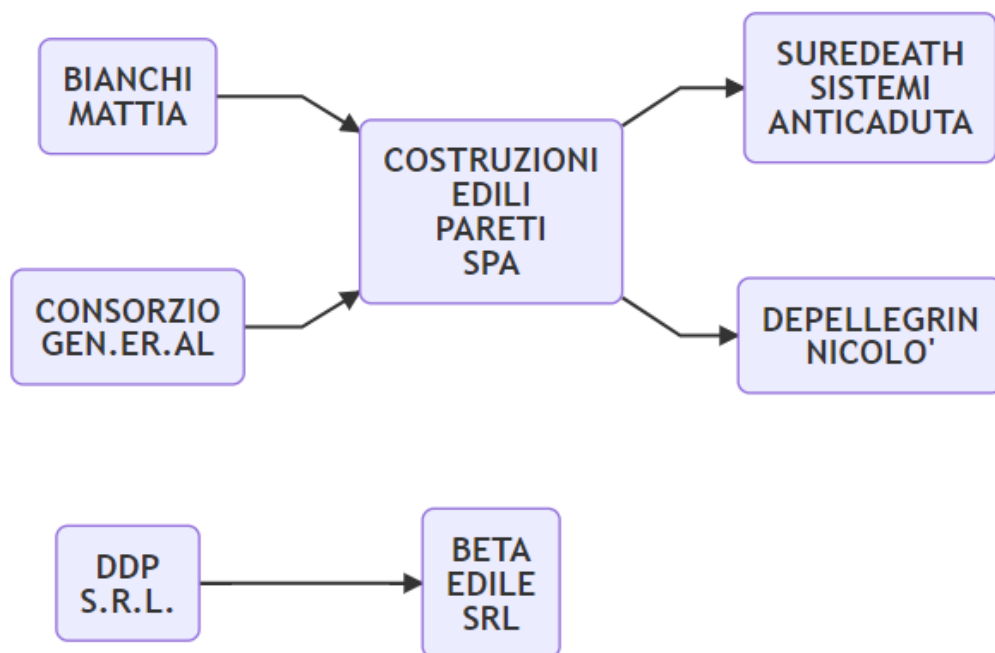 BIANCHI
MATTIA
CONSORZIO
GEN.ER.AL
COSTRUZIONI
EDILI
PARETI
SPA
SUREDEATH
SISTEMI
ANTICADUTA
DEPELLEGRIN
NICOLO'
DDP
S.R.L.
BETA
EDILE
SRL